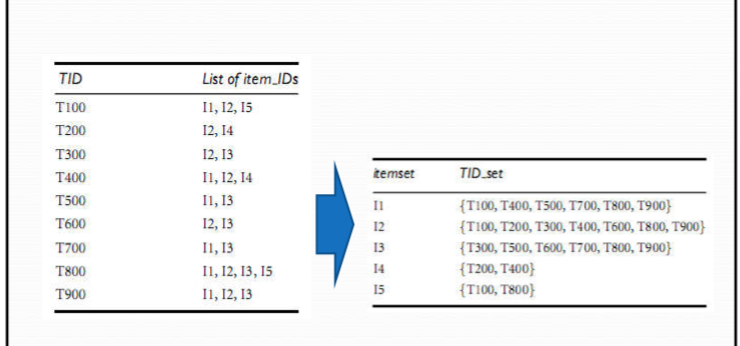 TID List of item_IDs
T100 I1, I2, I5
T200 I2, I4
T300 I2, I3
T400 I1, I2, I4
T500 I1, I3
T600 I2, I3
T700 I1, I3
T800 I1, I2, I3, I5
T900 I1, I2, I3
itemset TID_set
I1 {T100, T400, T500, T700, T800, T900}
I2 {T100, T200, T300, T400, T600, T800, T900}
I3 {T300, T500, T600, T700, T800, T900}
I4 {T200, T400}
I5 {T100, T800}